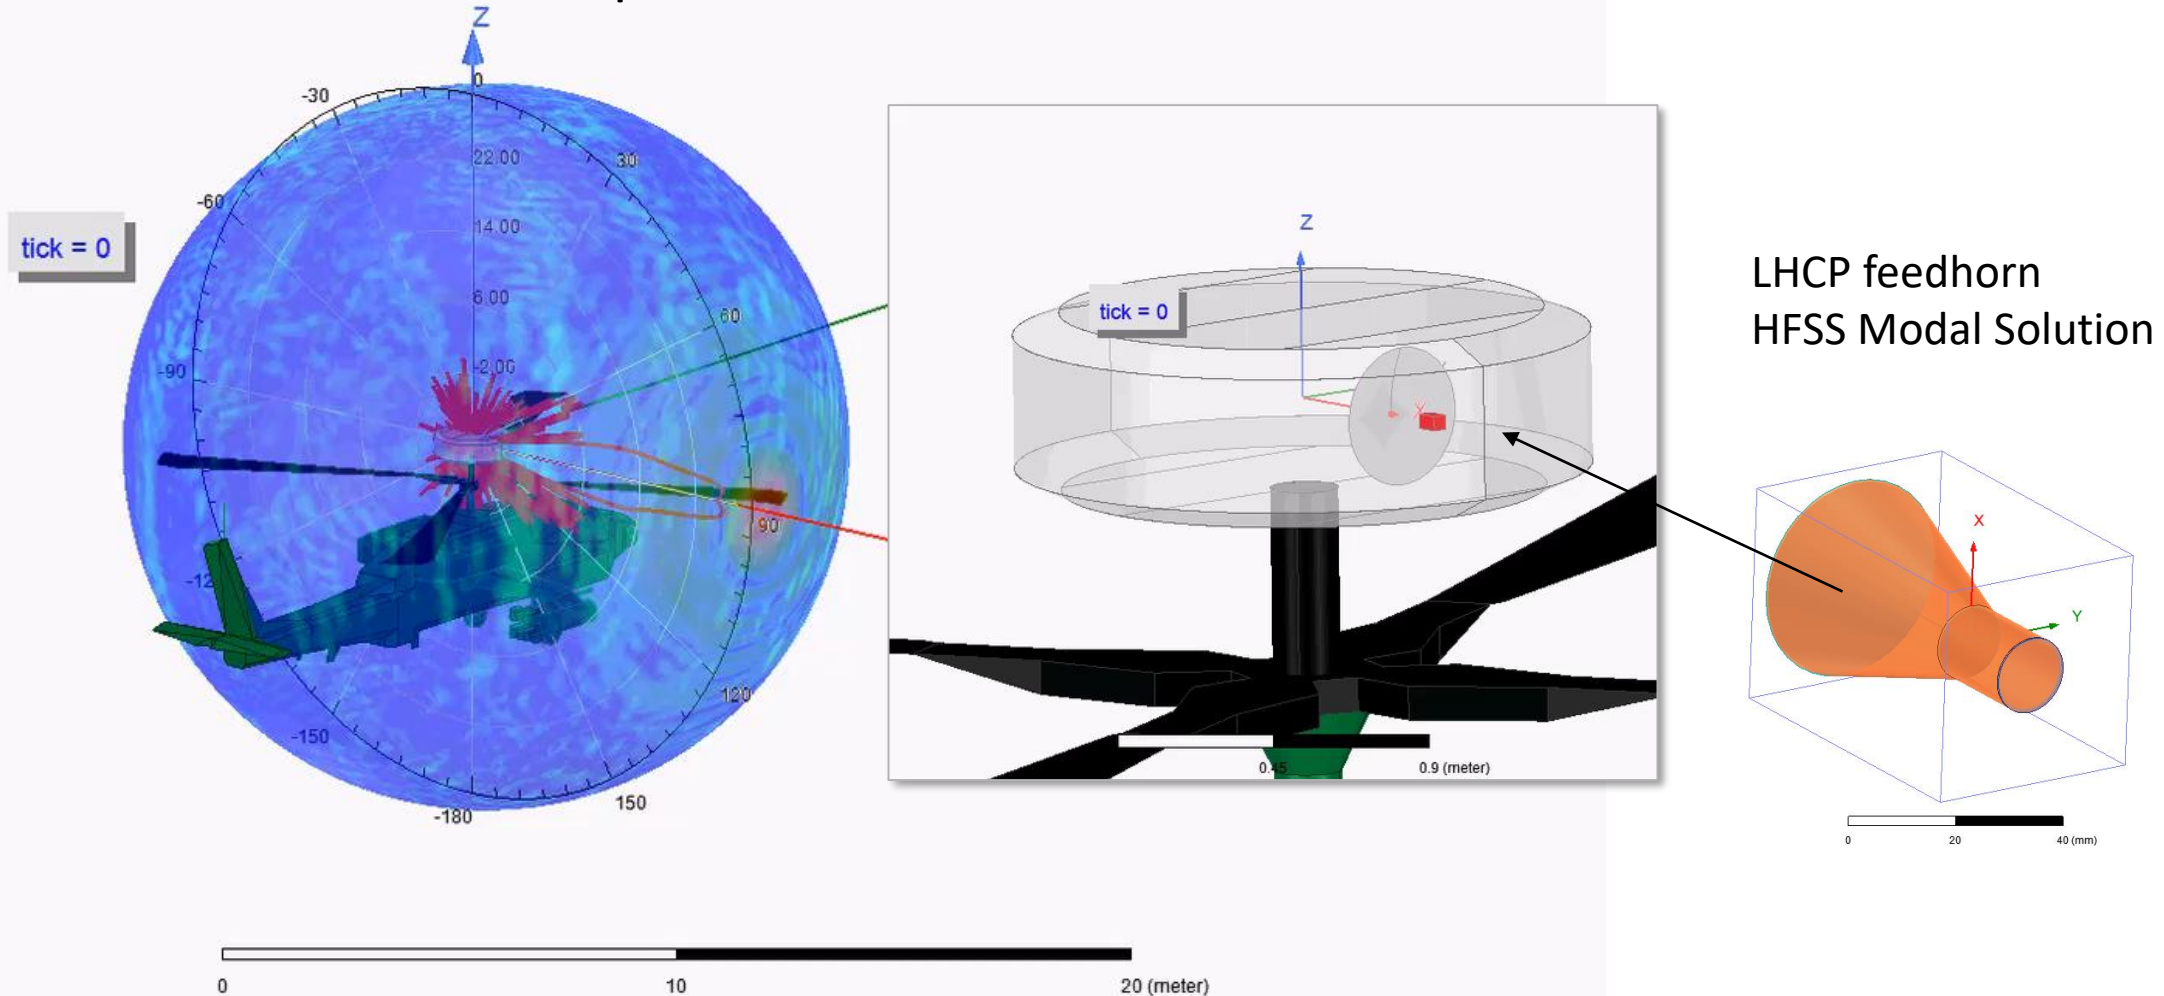 Z
0
-30
30
22.00
-60
14.00
tick = 0
6.00
60
-2.00
-90
90
120
-150
150
-180
0
10
20 (meter)
Z
tick = 0
X
0.45
0.9 (meter)
LHCP feedhorn
HFSS Modal Solution
X
Y
0
20
40 (mm)